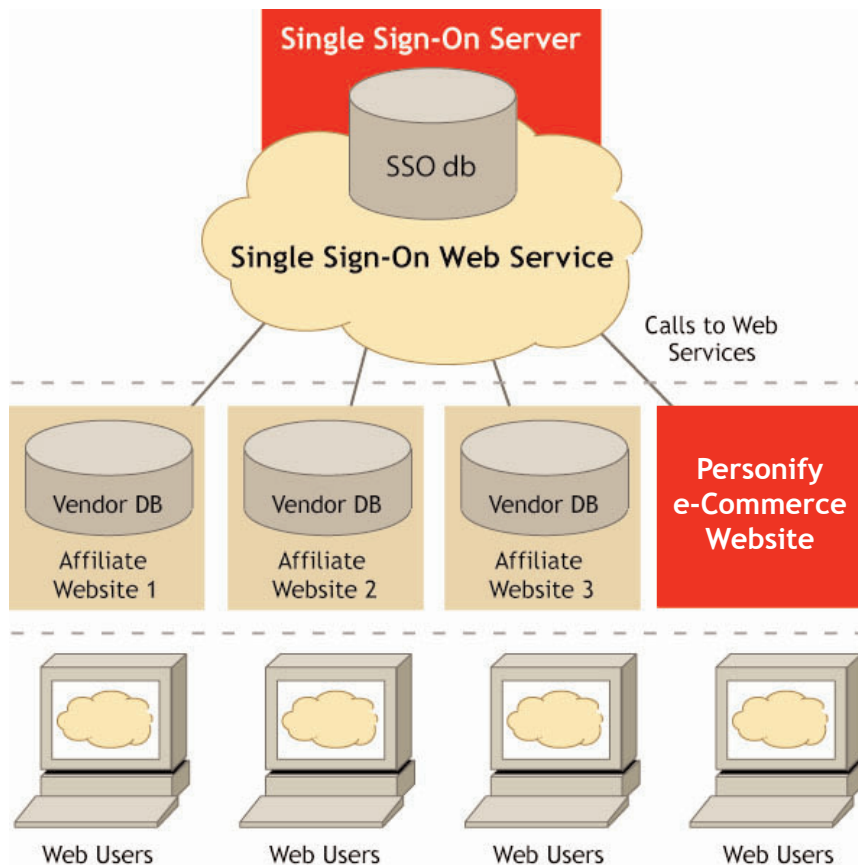 Single Sign-On Server
SSO db
Single Sign-On Web Service
Calls to Web
Services
Vendor DB
Affiliate
Website 1
Vendor DB
Affiliate
Website 2
Vendor DB
Affiliate
Website 3
Personify
e-Commerce
Website
Web Users
Web Users
Web Users
Web Users